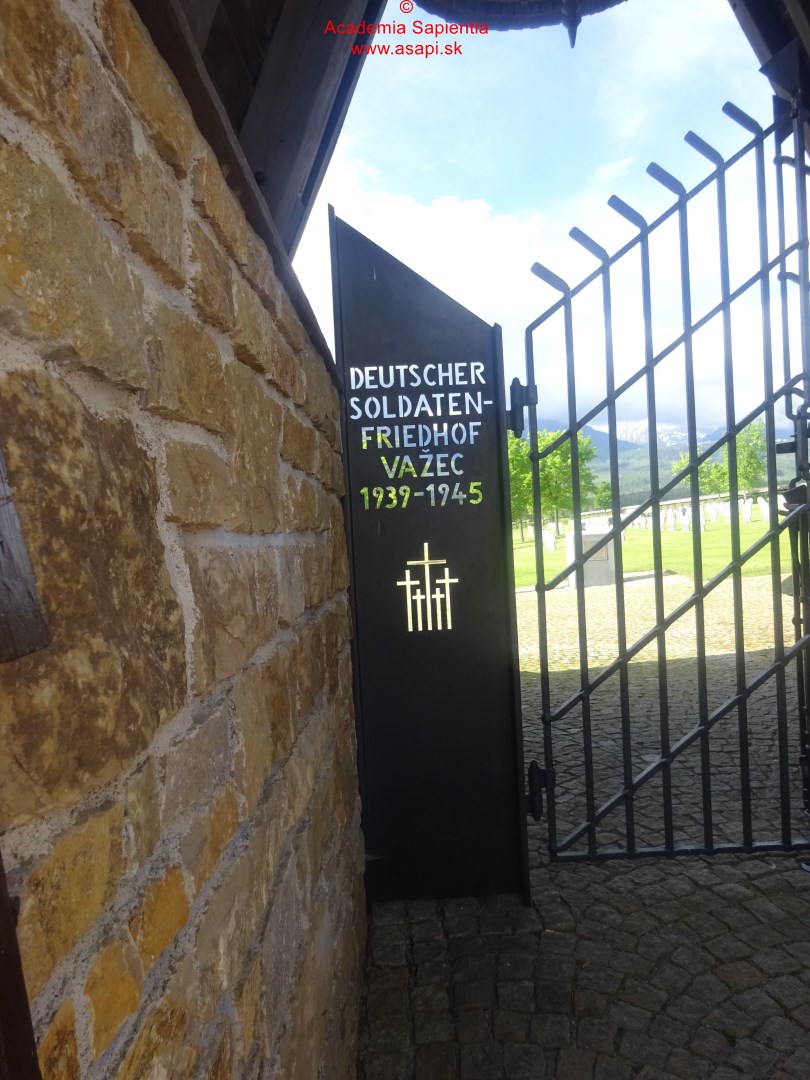 ©
Academia Sapientia
www.asapi.sk
DEUTSCHER
SOLDATEN-
FRIEDHOF
VAŽEC
1939-1945